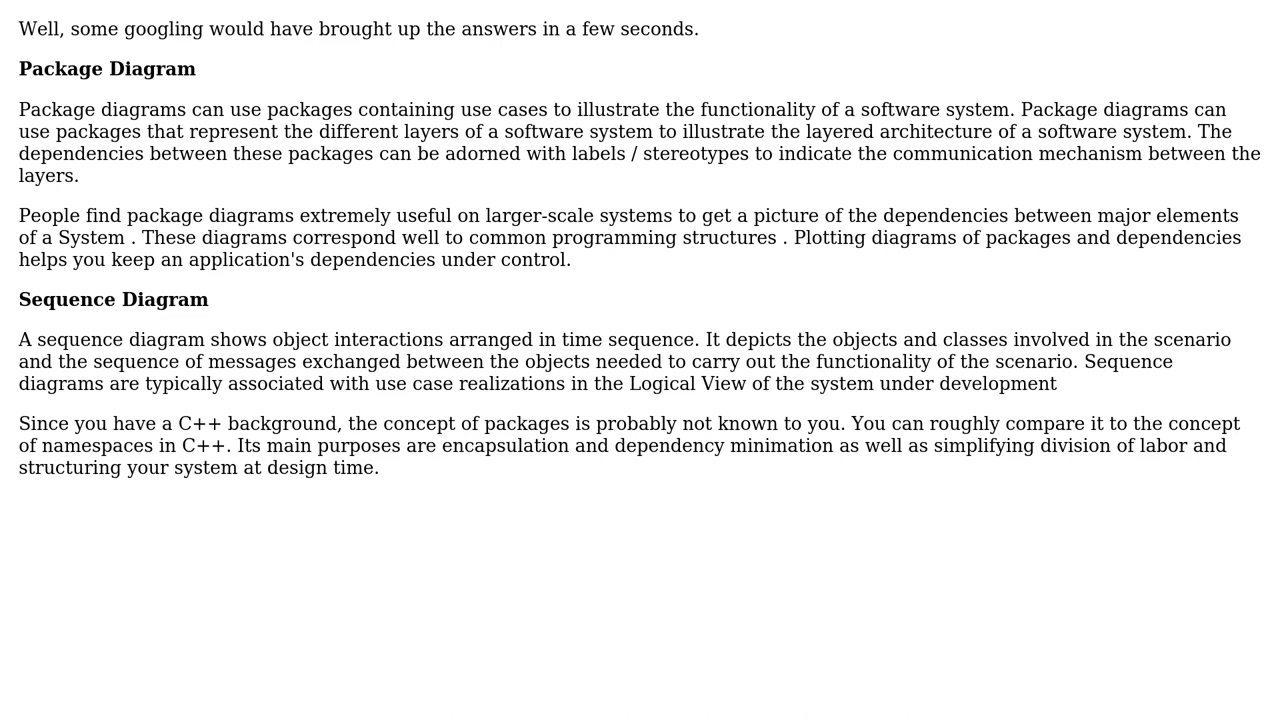 Well, some googling would have brought up the answers in a few seconds.
Package Diagram
Package diagrams can use packages containing use cases to illustrate the functionality of a software system. Package diagrams can
use packages that represent the different layers of a software system to illustrate the layered architecture of a software system. The
dependencies between these packages can be adorned with labels / stereotypes to indicate the communication mechanism between the
layers.
People find package diagrams extremely useful on larger-scale systems to get a picture of the dependencies between major elements
of a System . These diagrams correspond well to common programming structures . Plotting diagrams of packages and dependencies
helps you keep an application's dependencies under control.
Sequence Diagram
A sequence diagram shows object interactions arranged in time sequence. It depicts the objects and classes involved in the scenario
and the sequence of messages exchanged between the objects needed to carry out the functionality of the scenario. Sequence
diagrams are typically associated with use case realizations in the Logical View of the system under development
Since you have a C++ background, the concept of packages is probably not known to you. You can roughly compare it to the concept
of namespaces in C++. Its main purposes are encapsulation and dependency minimation as well as simplifying division of labor and
structuring your system at design time.